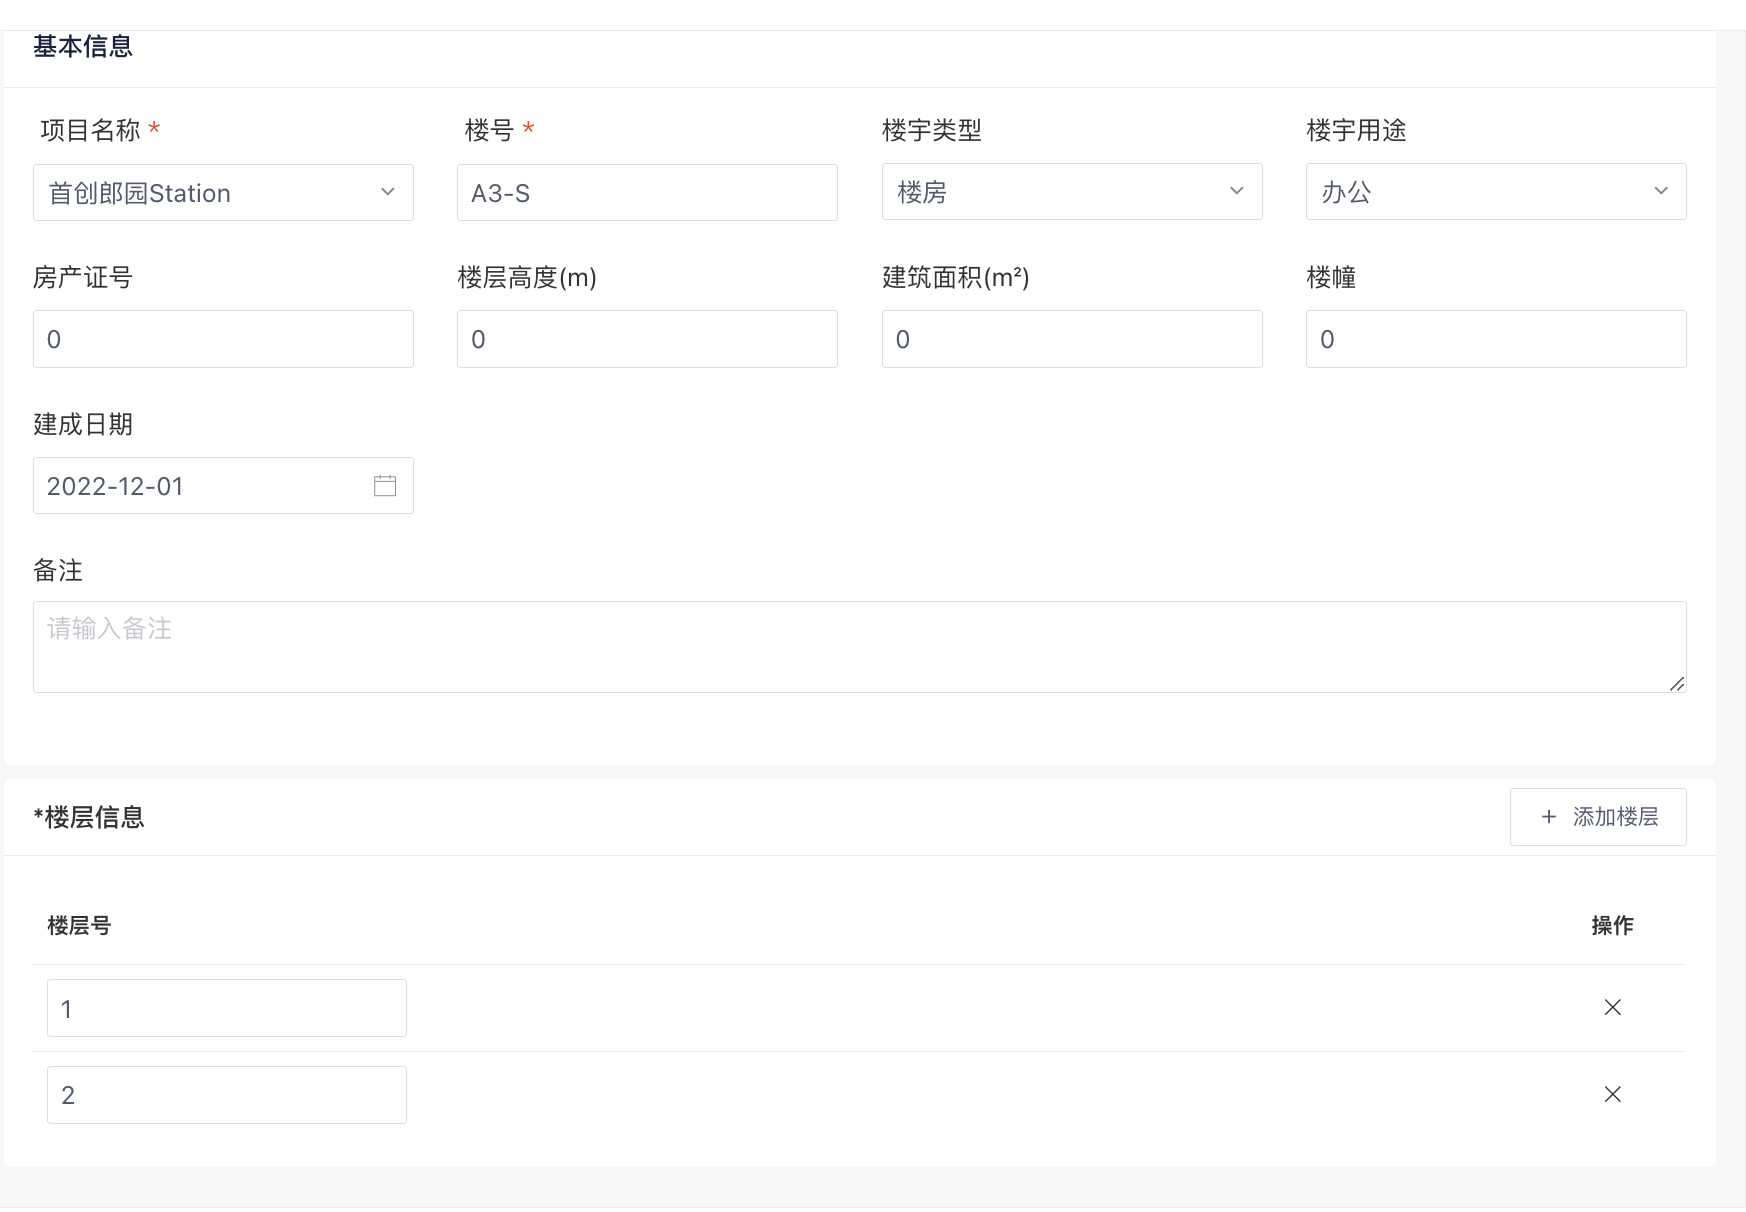 基本信息
项目名称 * 楼号 * 楼宇类型 楼宇用途
首创郎园Station A3-S 楼房 办公
房产证号 楼层高度(m) 建筑面积(m²) 楼幢
0 0 0 0
建成日期
2022-12-01
备注
请输入备注
*楼层信息 + 添加楼层
楼层号 操作
1
2